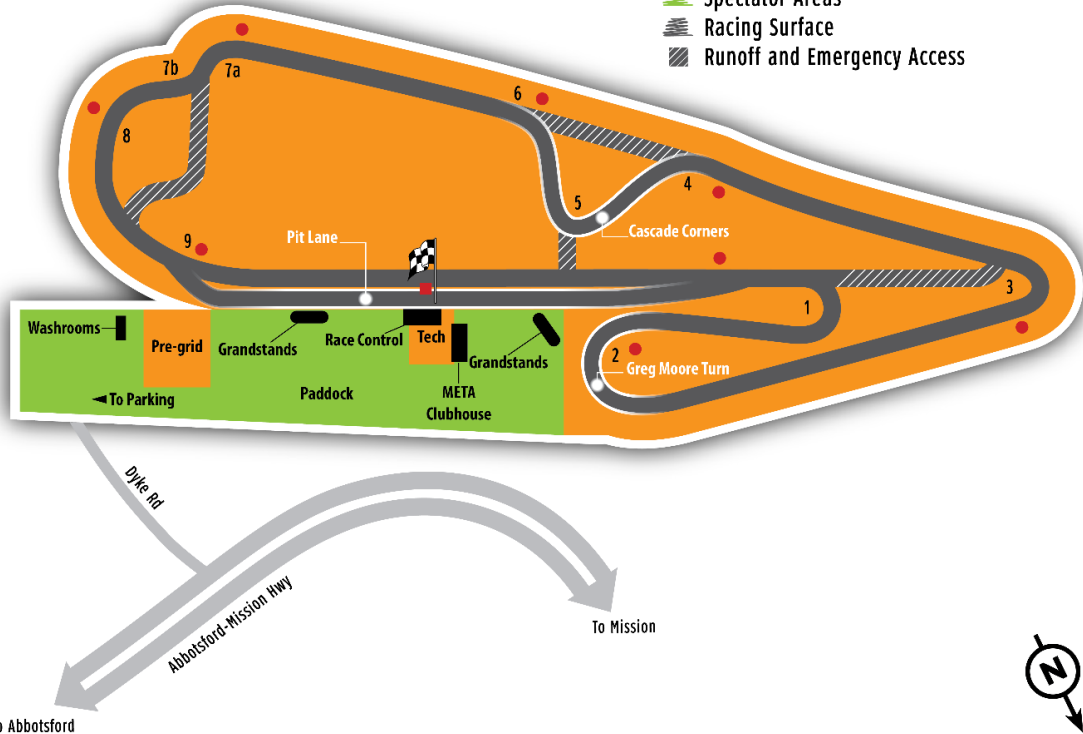 Spectator Areas
Racing Surface
Runoff and Emergency Access
7b
7a
6
8
4
5
Cascade Corners
9
Pit Lane
3
1
Washrooms
Pre-grid
Grandstands
Race Control
Tech
Grandstands
2
Greg Moore Turn
To Parking
Paddock
META
Clubhouse
Dyke Rd
Abbotsford-Mission Hwy
To Mission
N
o Abbotsford